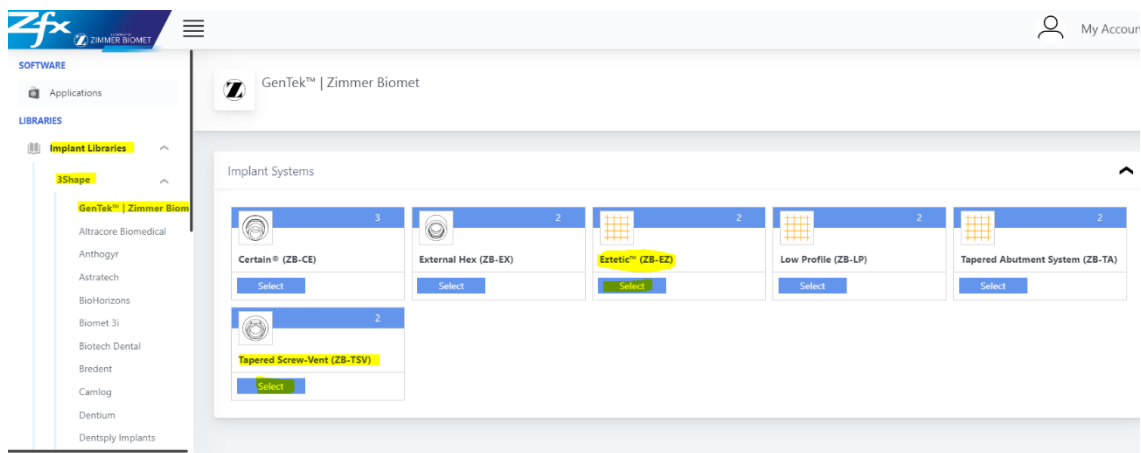 Zfx
ZIMMER BIOMET
My Accoun
SOFTWARE
Applications
LIBRARIES
Implant Libraries
3Shape
GenTek™ | Zimmer Biom
Altracore Biomedical
Anthogyr
Astratech
BioHorizons
Biomet 3i
Biotech Dental
Bredent
Camlog
Dentium
Dentsply Implants
GenTek™ | Zimmer Biomet
Implant Systems
3
Certain® (ZB-CE)
Select
2
External Hex (ZB-EX)
Select
2
Eztetic™ (ZB-EZ)
Select
2
Low Profile (ZB-LP)
Select
2
Tapered Abutment System (ZB-TA)
Select
2
Tapered Screw-Vent (ZB-TSV)
Select